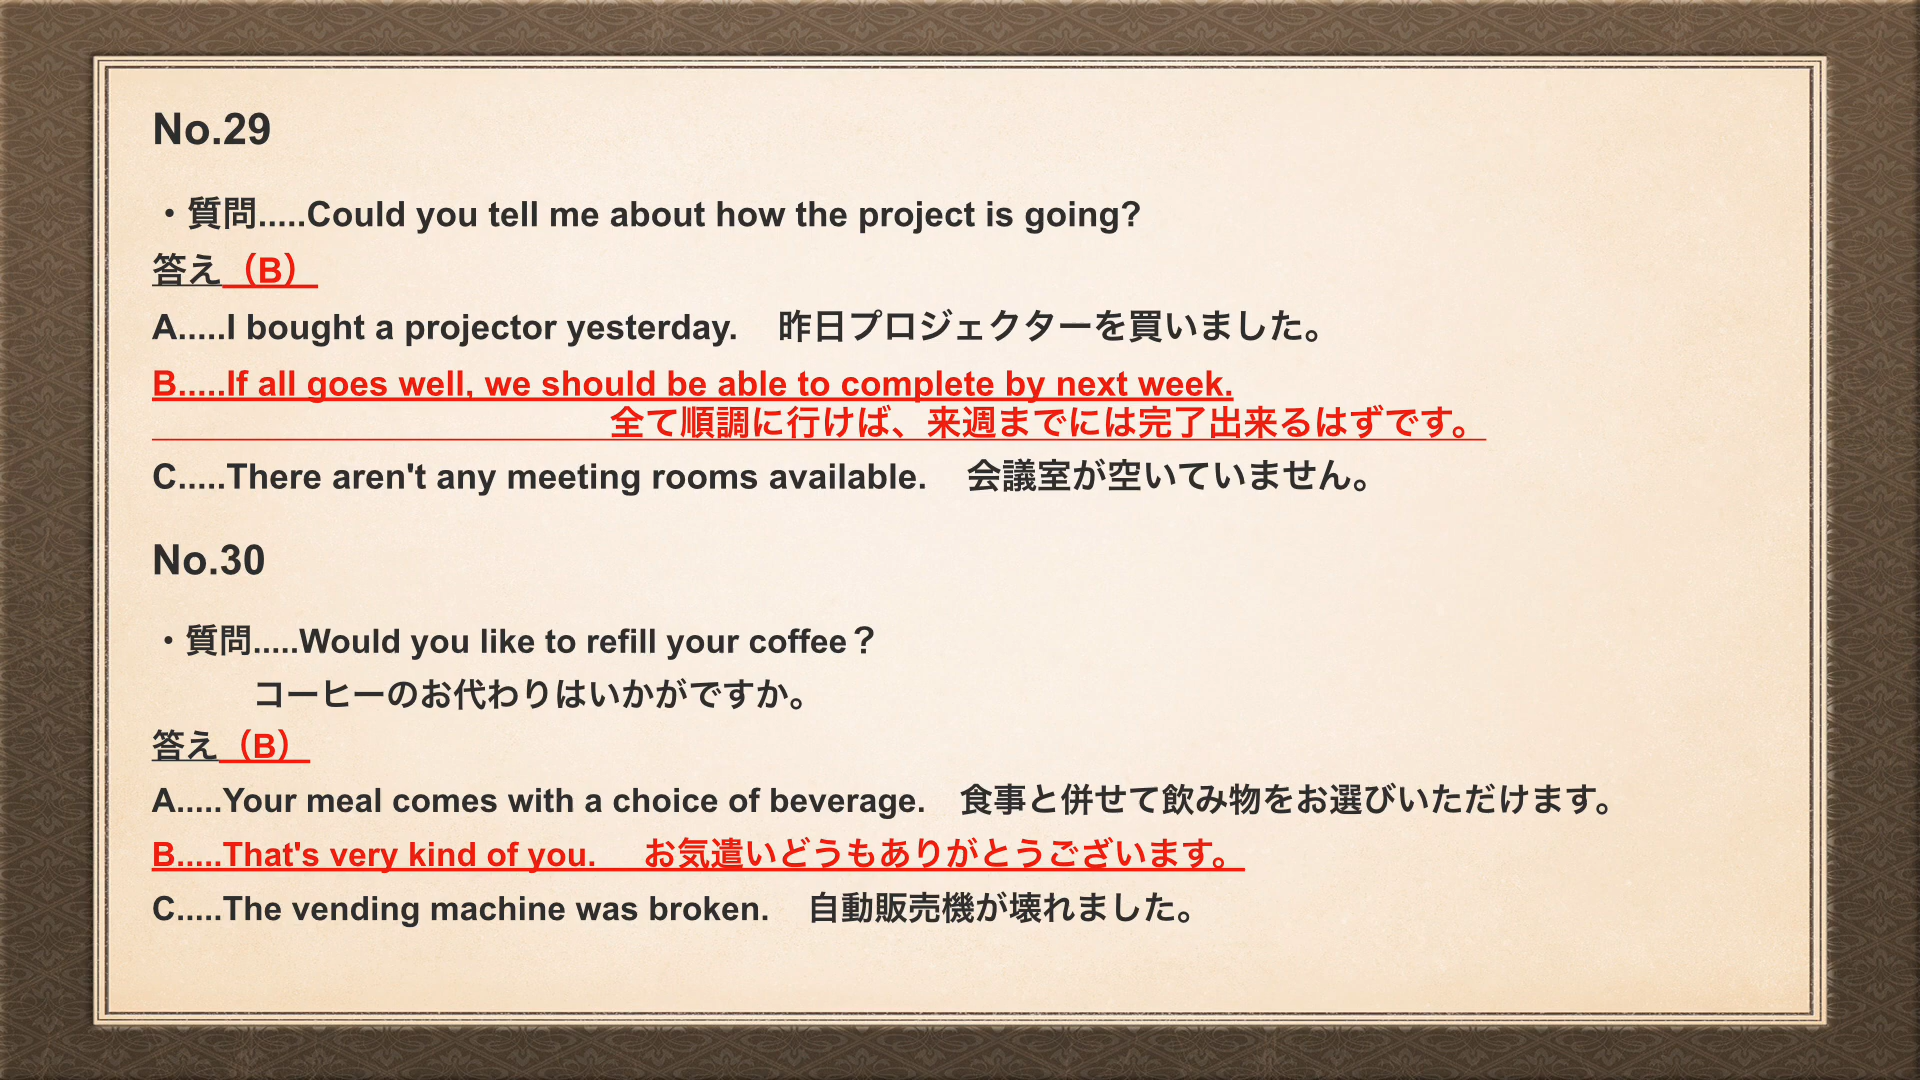 No.29
・質問.....Could you tell me about how the project is going?
答え（B）
A.....I bought a projector yesterday.　昨日プロジェクターを買いました。
B.....If all goes well, we should be able to complete by next week.
全て順調に行けば、来週までには完了出来るはずです。
C.....There aren't any meeting rooms available.　会議室が空いていません。
No.30
・質問.....Would you like to refill your coffee？
コーヒーのお代わりはいかがですか。
答え（B）
A.....Your meal comes with a choice of beverage.　食事と併せて飲み物をお選びいただけます。
B.....That's very kind of you.　お気遣いどうもありがとうございます。
C.....The vending machine was broken.　自動販売機が壊れました。